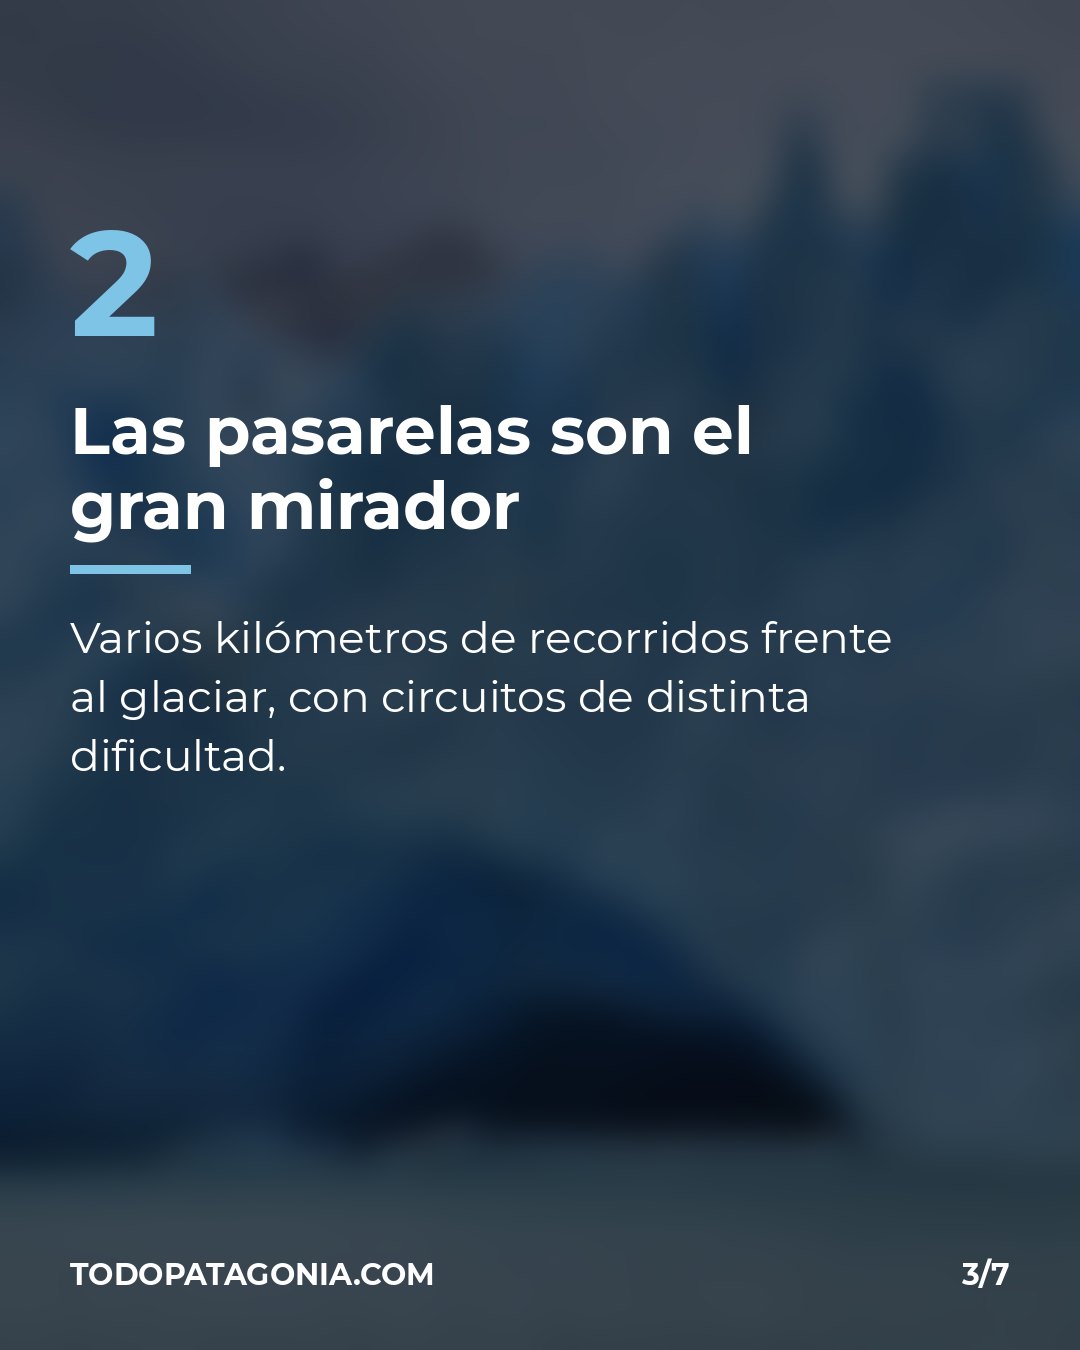 2
Las pasarelas son el
gran mirador
Varios kilómetros de recorridos frente
al glaciar, con circuitos de distinta
dificultad.
TODOPATAGONIA.COM
3/7